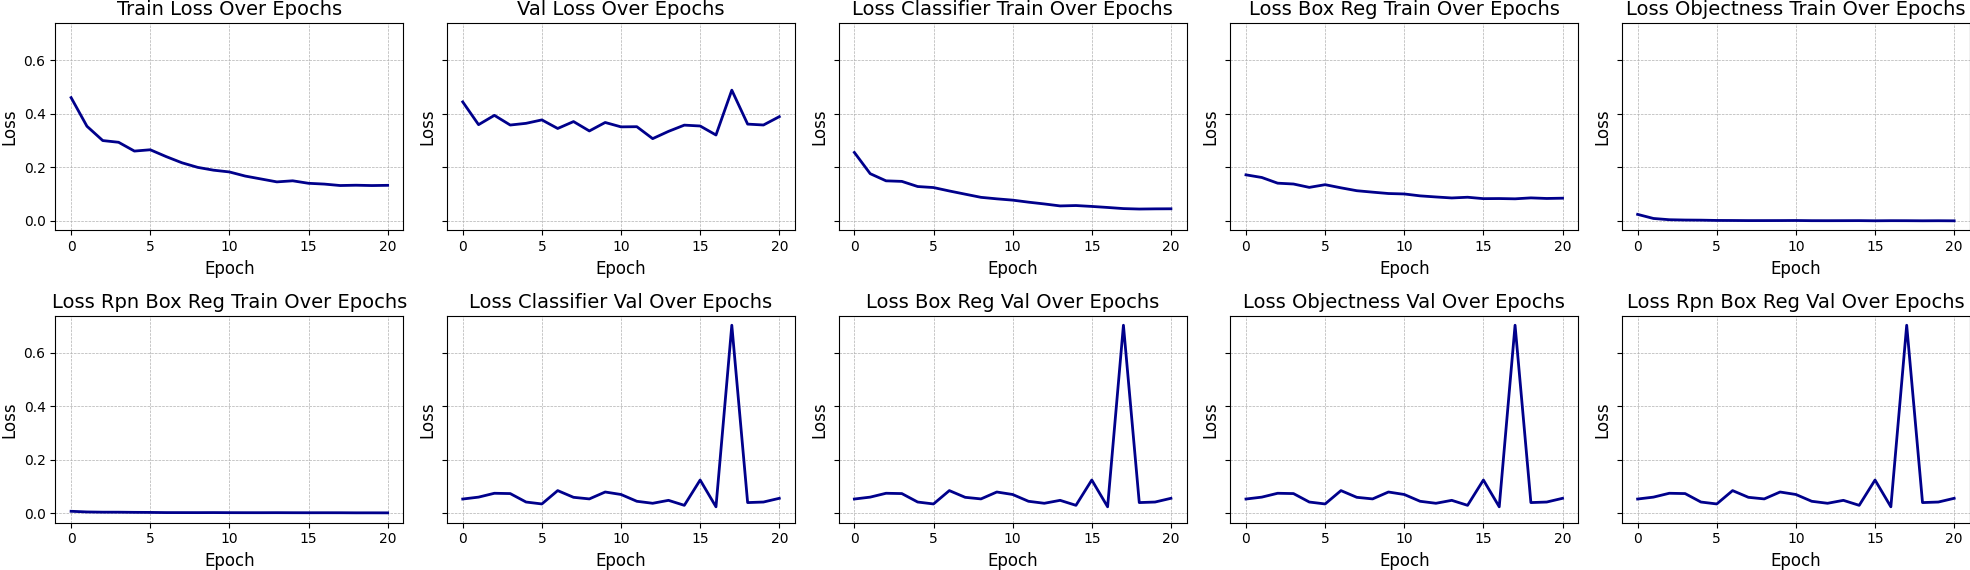 Train Loss Over Epochs
Loss
0.6
0.4
0.2
0.0
0 5 10 15 20
Epoch
Val Loss Over Epochs
Loss
0 5 10 15 20
Epoch
Loss Classifier Train Over Epochs
Loss
0 5 10 15 20
Epoch
Loss Box Reg Train Over Epochs
Loss
0 5 10 15 20
Epoch
Loss Objectness Train Over Epochs
Loss
0 5 10 15 20
Epoch
Loss Rpn Box Reg Train Over Epochs
Loss
0.6
0.4
0.2
0.0
0 5 10 15 20
Epoch
Loss Classifier Val Over Epochs
Loss
0 5 10 15 20
Epoch
Loss Box Reg Val Over Epochs
Loss
0 5 10 15 20
Epoch
Loss Objectness Val Over Epochs
Loss
0 5 10 15 20
Epoch
Loss Rpn Box Reg Val Over Epochs
Loss
0 5 10 15 20
Epoch